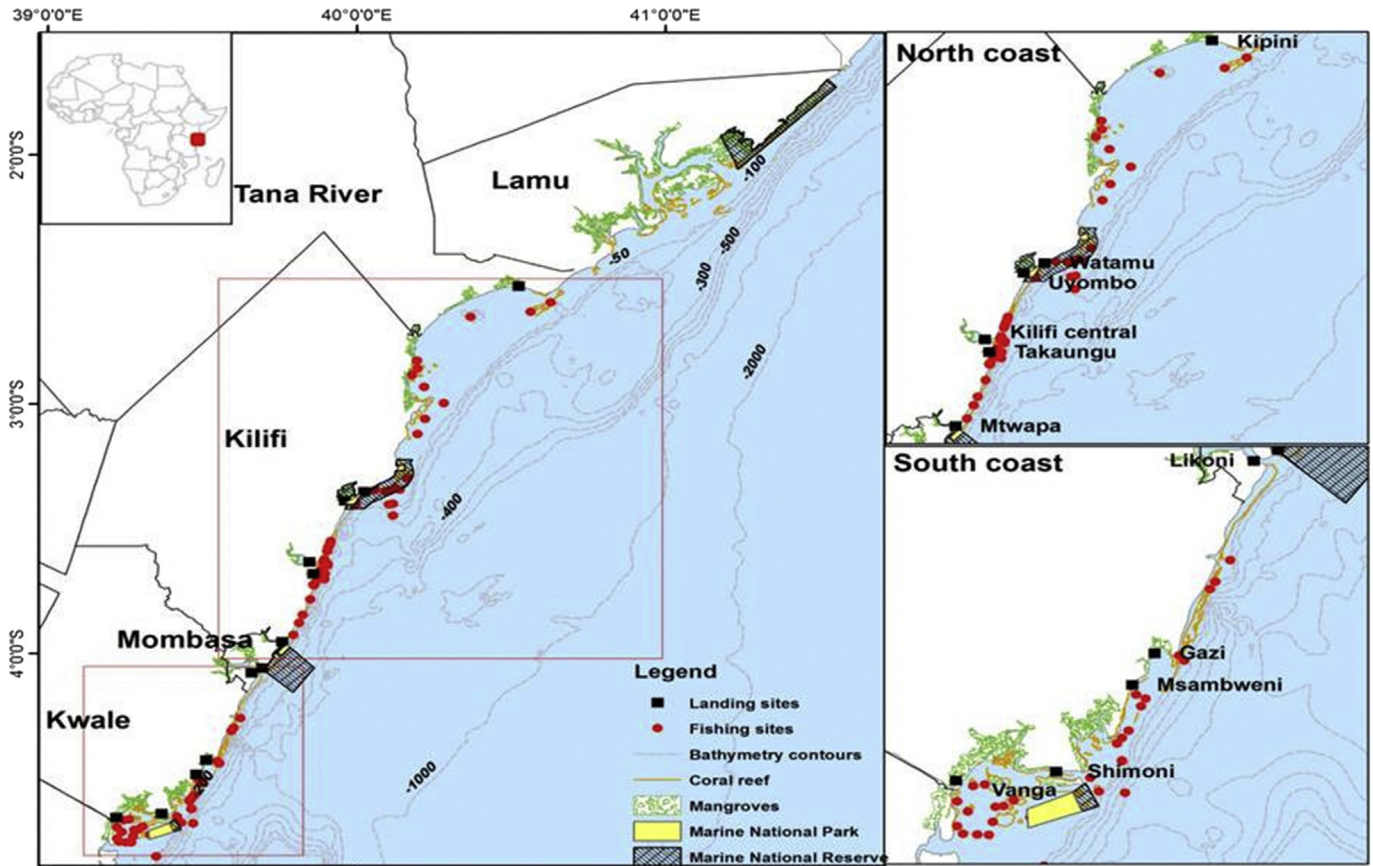 39°0'0"E
40°0'0"E
41°0'0"E
2°0'0"S
3°0'0"S
4°0'0"S
Tana River
Lamu
Kilifi
Mombasa
Kwale
-100
-50
-500
-300
-2000
-400
-1000
-200
Legend
Landing sites
Fishing sites
Bathymetry contours
Coral reef
Mangroves
Marine National Park
Marine National Reserve
North coast
Kipini
Watamu
Uyombo
Kilifi central
Takaungu
Mtwapa
South coast
Likoni
Gazi
Msambweni
Shimoni
Vanga